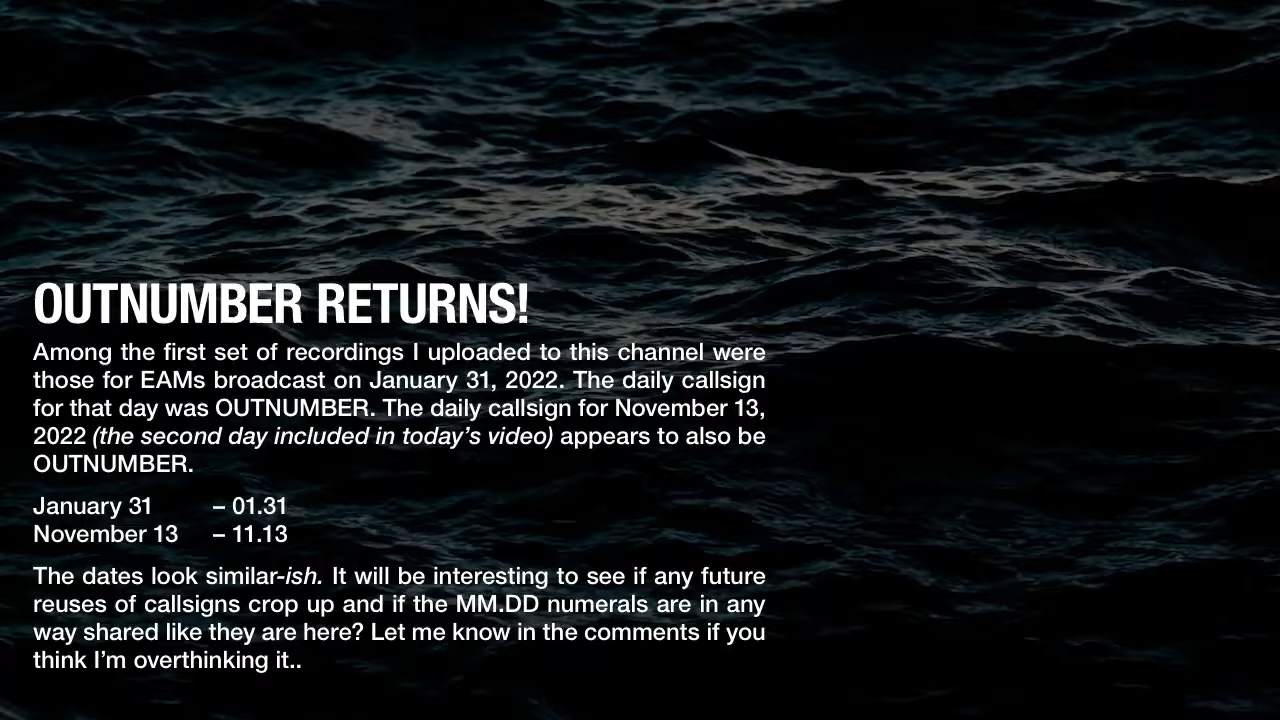 OUTNUMBER RETURNS!
Among the first set of recordings I uploaded to this channel were
those for EAMs broadcast on January 31, 2022. The daily callsign
for that day was OUTNUMBER. The daily callsign for November 13,
2022 (the second day included in today's video) appears to also be
OUTNUMBER.
January 31 – 01.31
November 13 – 11.13
The dates look similar-ish. It will be interesting to see if any future
reuses of callsigns crop up and if the MM.DD numerals are in any
way shared like they are here? Let me know in the comments if you
think I'm overthinking it..